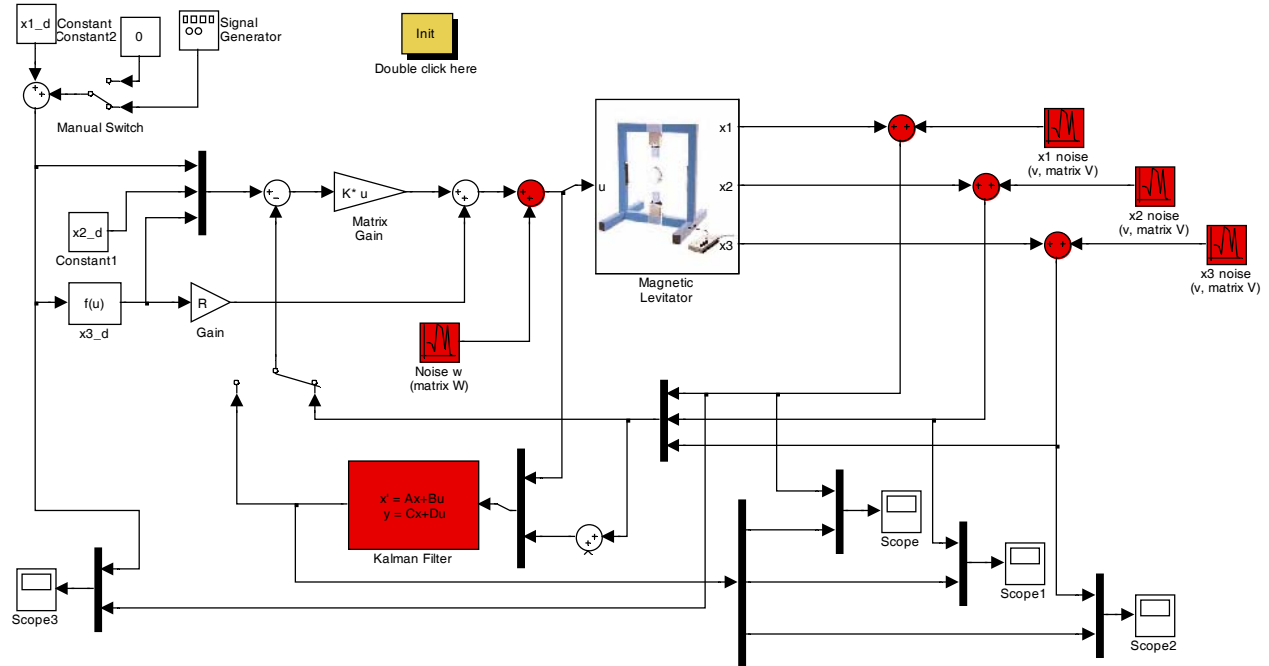 x1_d
Constant
Constant2
0
Signal
Generator
Init
Double click here
+
+
Manual Switch
x1
x1 noise
(v, matrix V)
+ +
u
x2
x2 noise
(v, matrix V)
+ +
x3
x3 noise
(v, matrix V)
+ +
Magnetic
Levitator
+
−
K* u
Matrix
Gain
+
+
+
+
x2_d
Constant1
f(u)
x3_d
R
Gain
Noise w
(matrix W)
x' = Ax+Bu
y = Cx+Du
Kalman Filter
+
+
Scope
Scope1
Scope2
Scope3